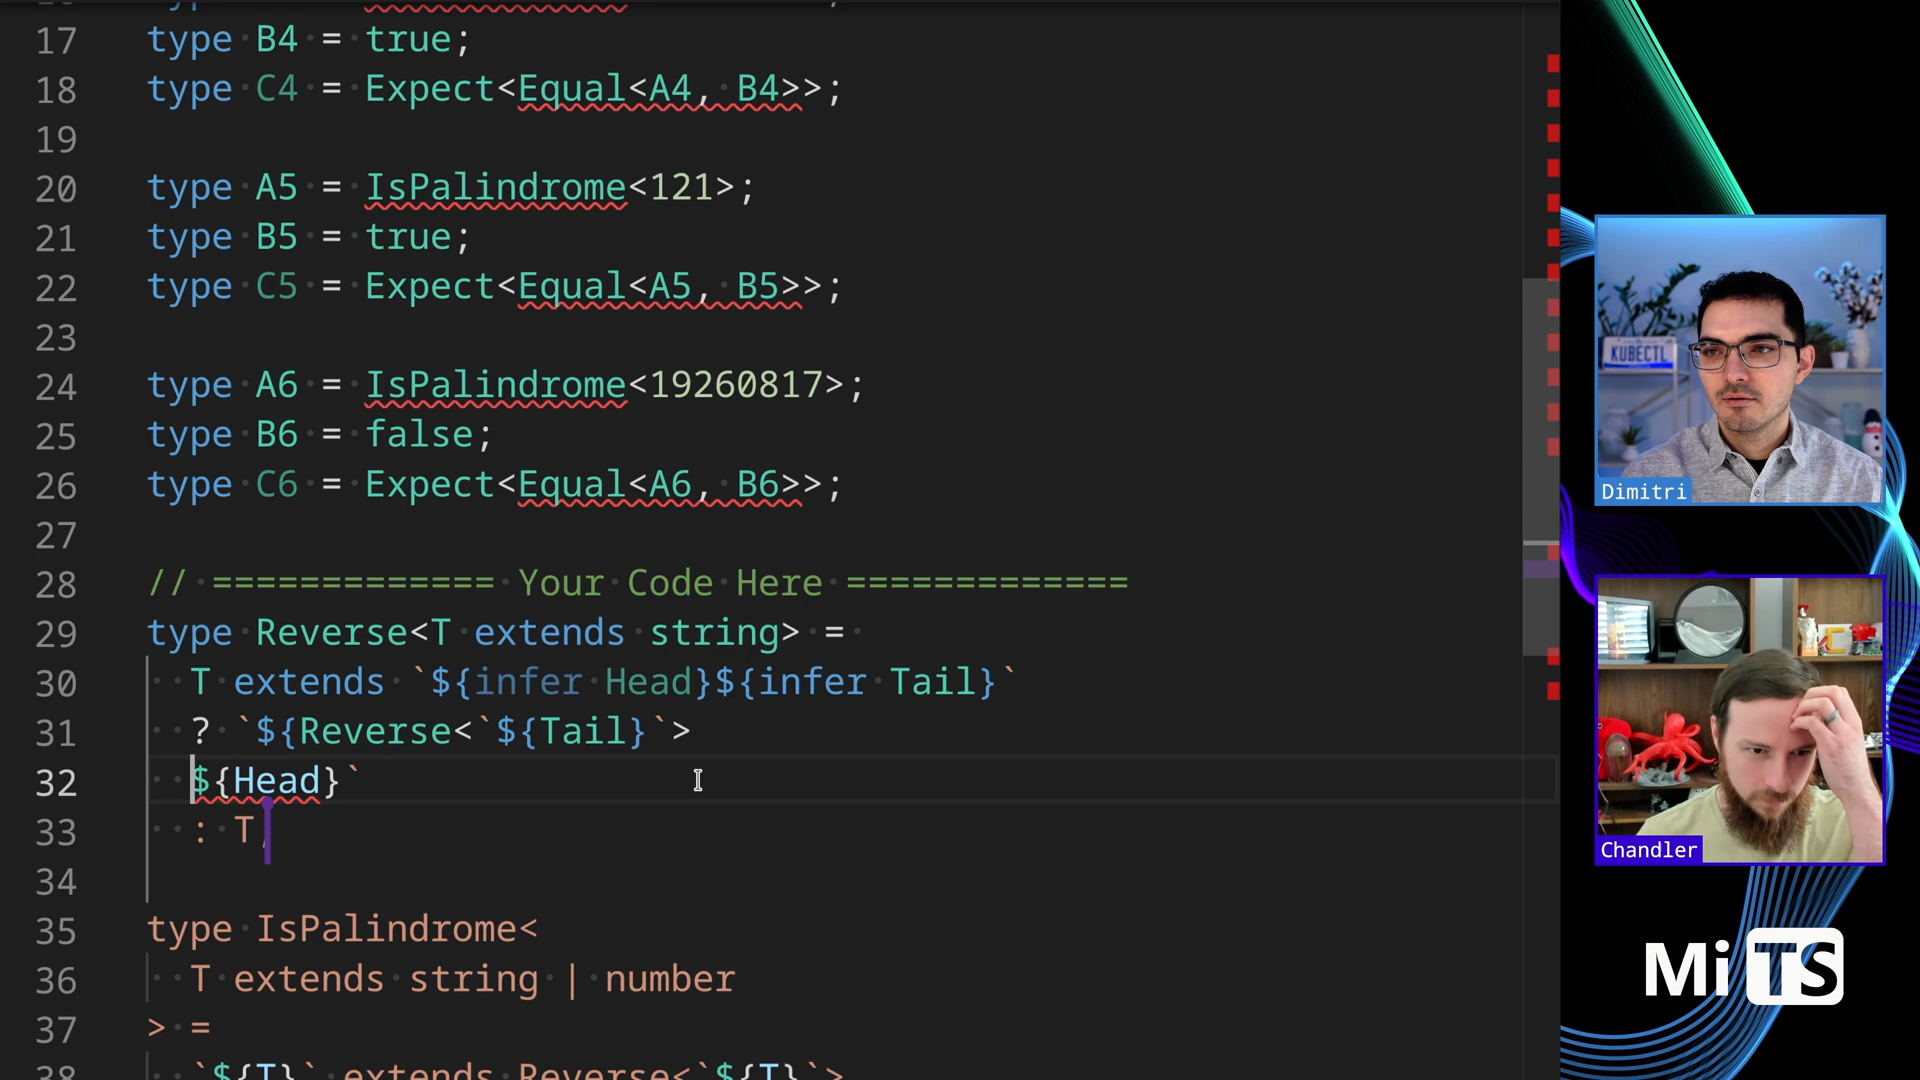 17 type B4 = true;
18 type C4 = Expect<Equal<A4, B4>>;
19
20 type A5 = IsPalindrome<121>;
21 type B5 = true;
22 type C5 = Expect<Equal<A5, B5>>;
23
24 type A6 = IsPalindrome<19260817>;
25 type B6 = false;
26 type C6 = Expect<Equal<A6, B6>>;
27
28 // ============= Your Code Here =============
29 type Reverse<T extends string> =
30 T extends `${infer Head}${infer Tail}`
31 ? `${Reverse<`${Tail}`>
32 ${Head}`
33 : T;
34
35 type IsPalindrome<
36 T extends string | number
37 > =
38 `${T}` extends Reverse<`${T}`>
KUBECTL
Dimitri
Chandler
MiTS